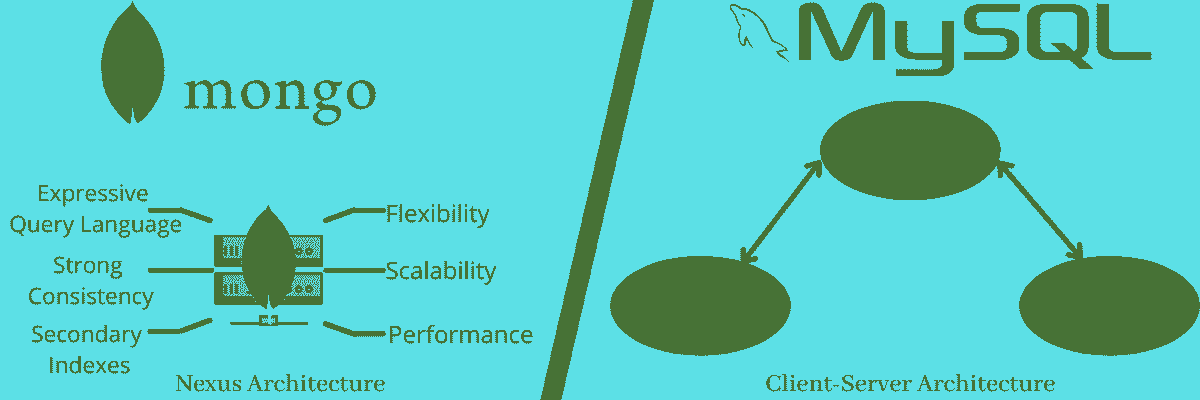 mongo
Expressive
Query Language
Strong
Consistency
Secondary
Indexes
Flexibility
Scalability
Performance
Nexus Architecture
MySQL
Client-Server Architecture